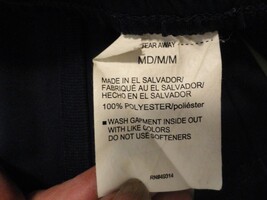 TEAR AWAY
MD/M/M
MADE IN EL SALVADOR/
FABRIQUÉ AU EL SALVADOR/
HECHO EN EL SALVADOR
100% POLYESTER/poliéster
■ WASH GARMENT INSIDE OUT
WITH LIKE COLORS
DO NOT USE SOFTENERS